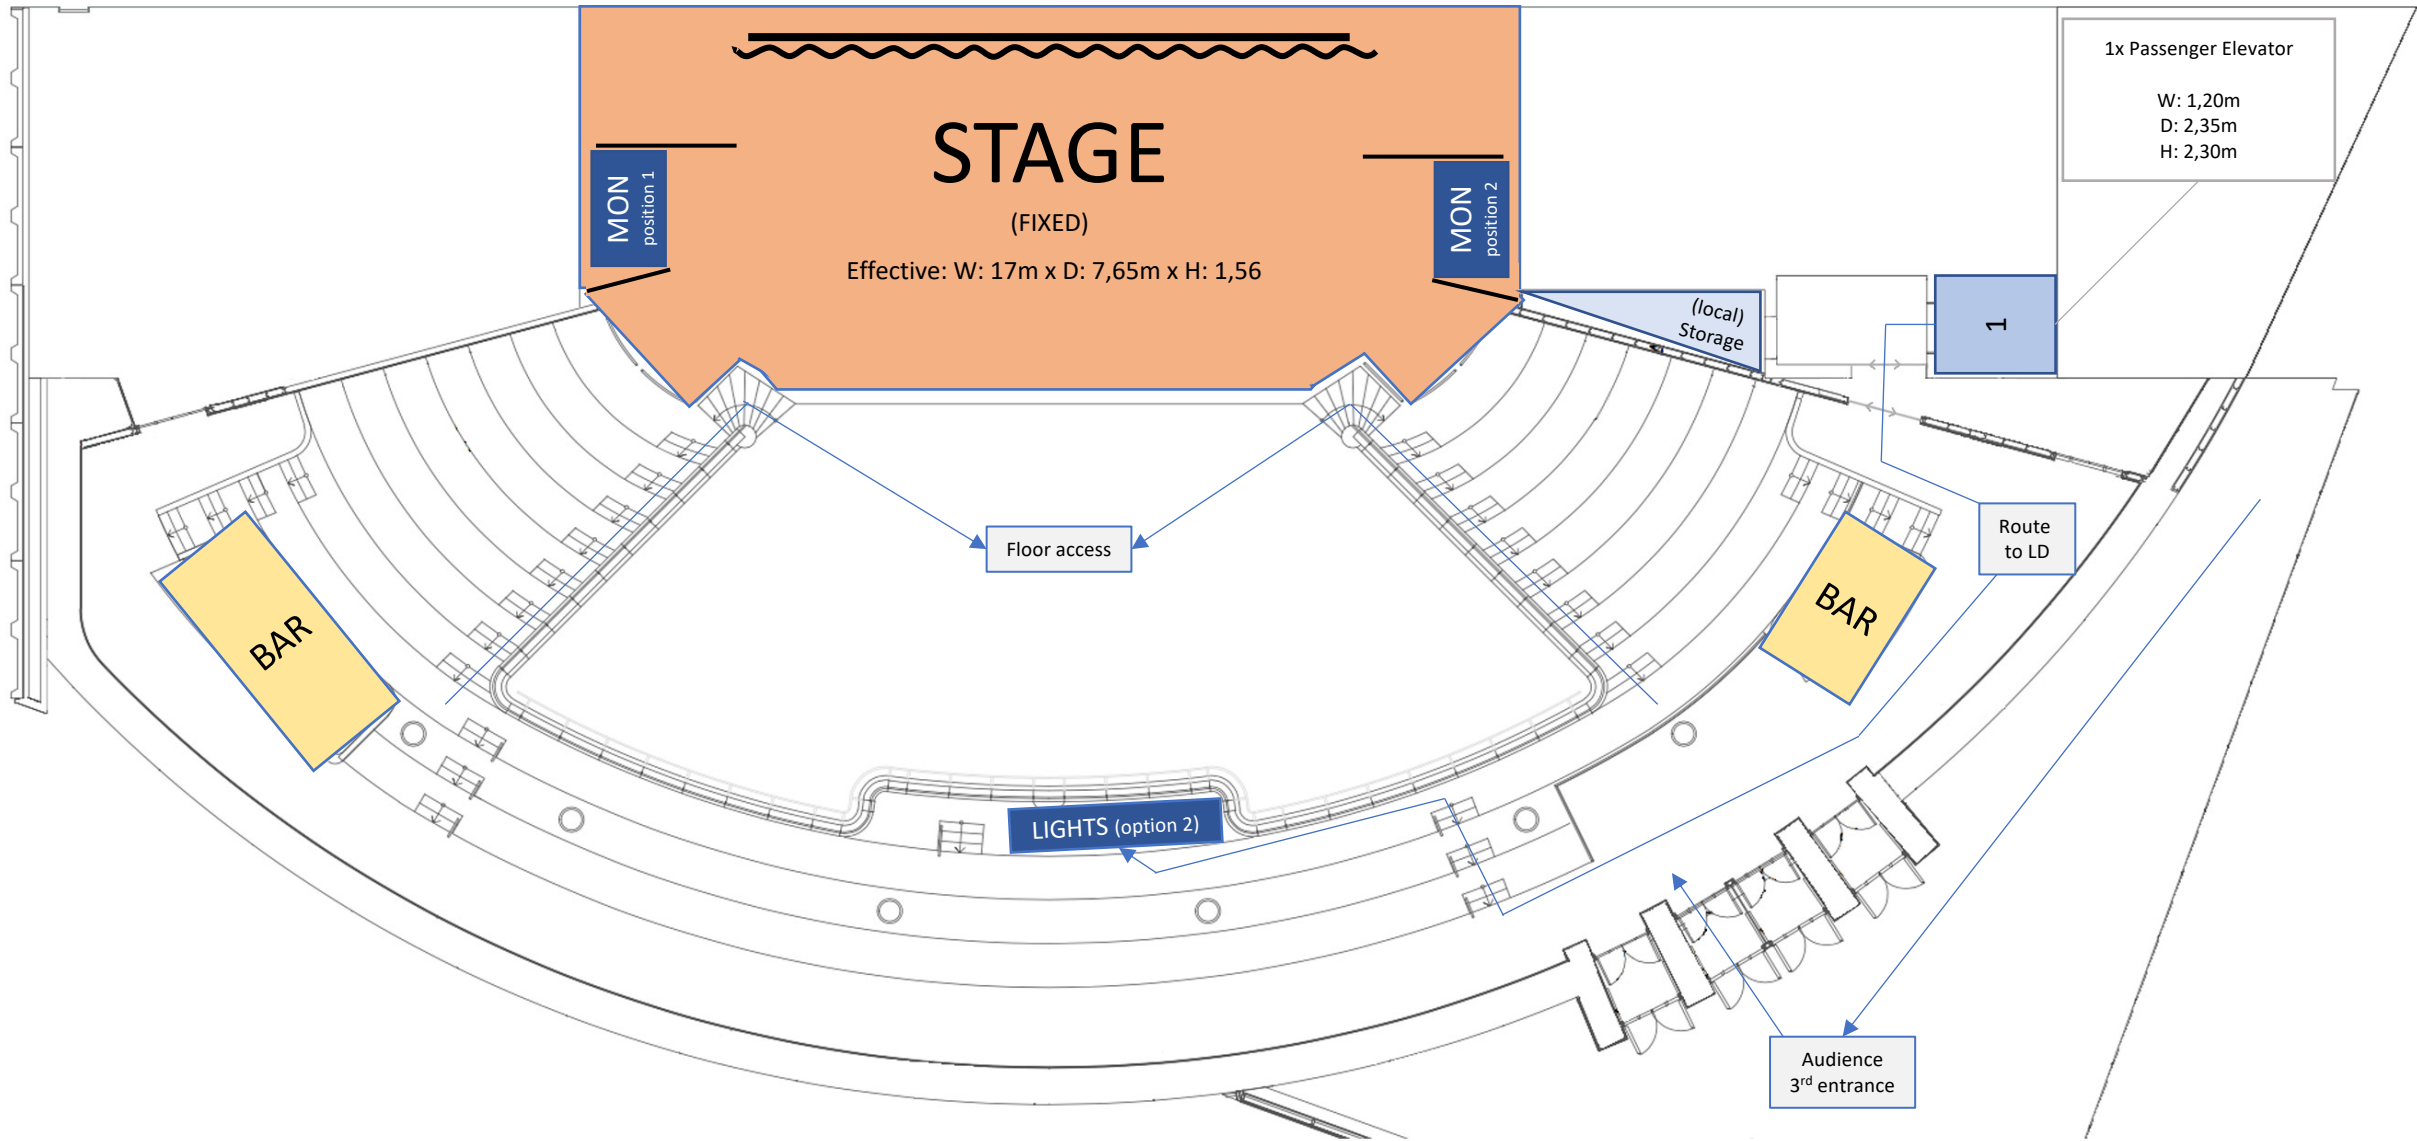 1x Passenger Elevator
W: 1,20m
D: 2,35m
H: 2,30m
STAGE
(FIXED)
Effective: W: 17m x D: 7,65m x H: 1,56
MON
position 1
MON
position 2
(local)
Storage
1
Floor access
Route
to LD
BAR
BAR
LIGHTS (option 2)
Audience
3rd entrance